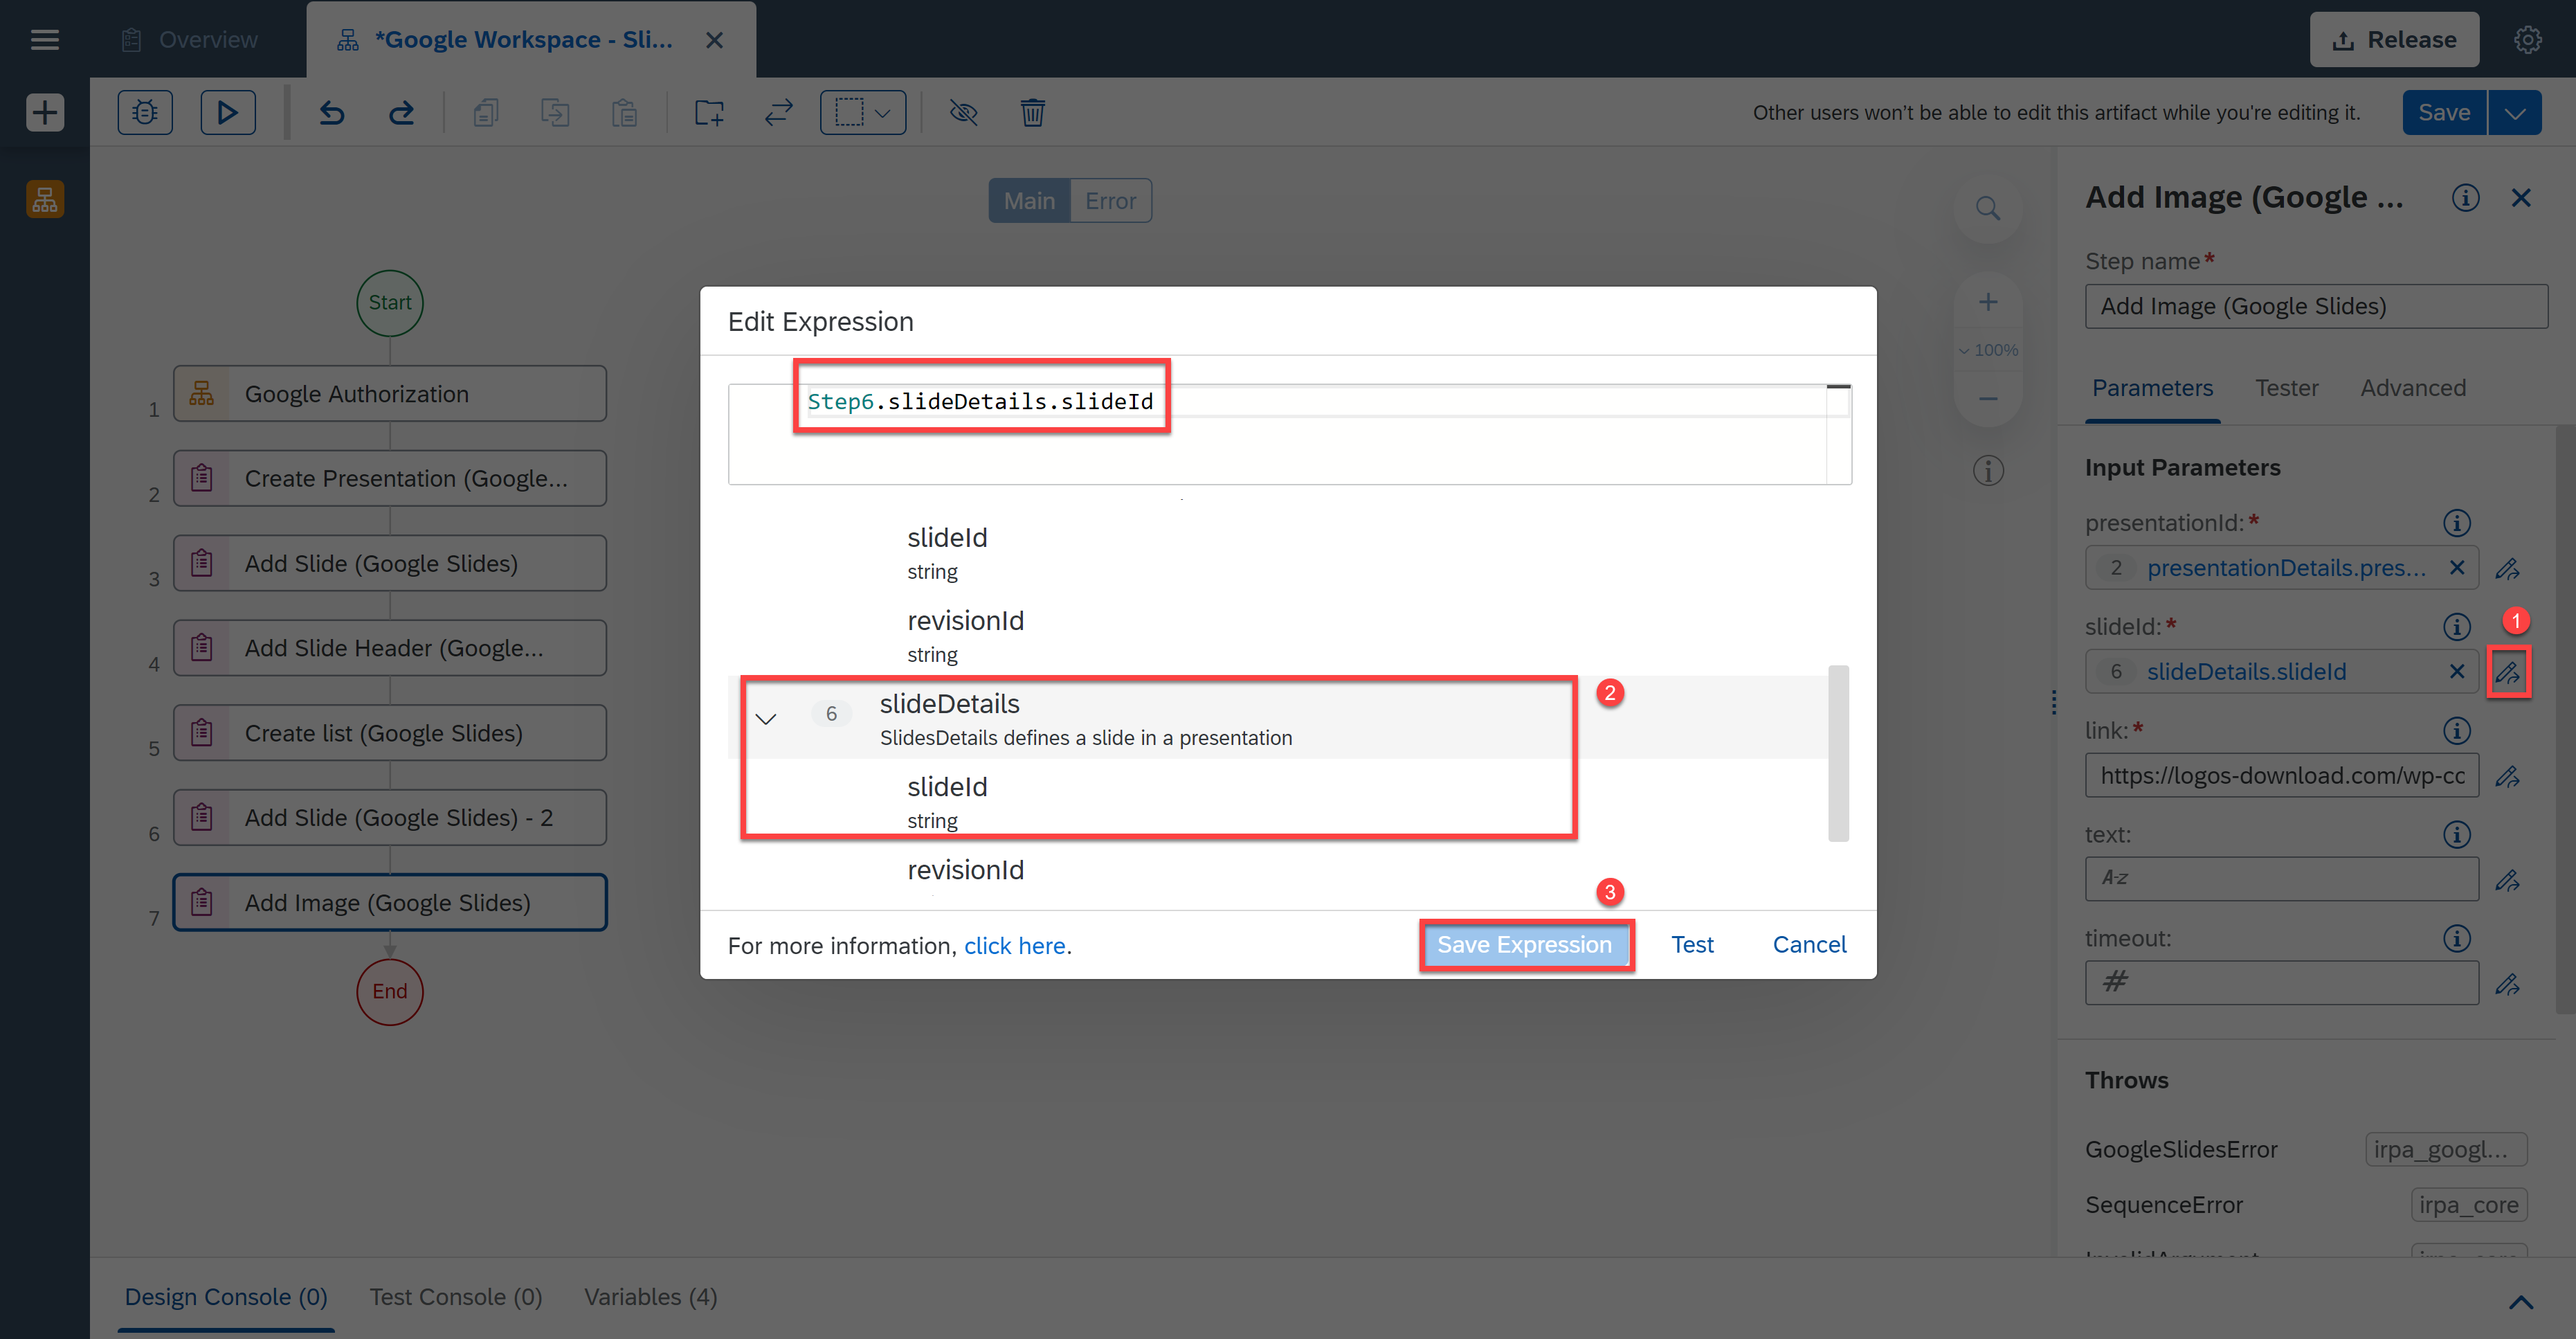 Overview
*Google Workspace - Sli...
Release
Other users won't be able to edit this artifact while you're editing it.
Save
Main
Error
Start
1
Google Authorization
2
Create Presentation (Google...
3
Add Slide (Google Slides)
4
Add Slide Header (Google...
5
Create list (Google Slides)
6
Add Slide (Google Slides) - 2
7
Add Image (Google Slides)
End
100%
Edit Expression
Step6.slideDetails.slideId
slideId
string
revisionId
string
6
slideDetails
SlidesDetails defines a slide in a presentation
2
slideId
string
revisionId
3
For more information, click here.
Save Expression
Test
Cancel
Add Image (Google ...
Step name*
Add Image (Google Slides)
Parameters
Tester
Advanced
Input Parameters
presentationId:*
2
presentationDetails.pres...
1
slideId:*
6
slideDetails.slideId
link:*
https://logos-download.com/wp-cc
text:
A-z
timeout:
#
Throws
GoogleSlidesError
irpa_googl...
SequenceError
irpa_core
Design Console (0)
Test Console (0)
Variables (4)